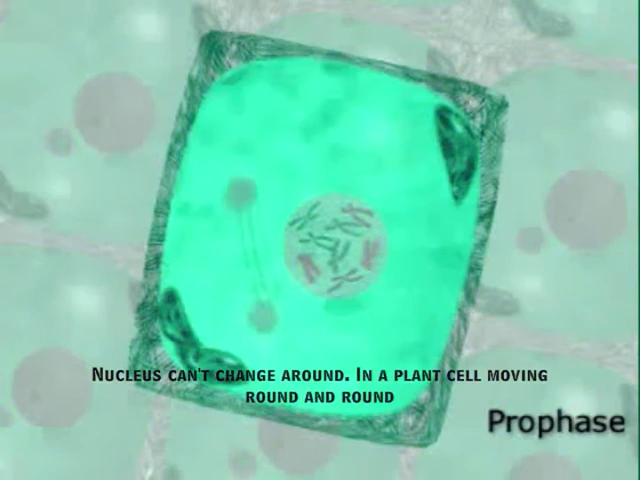 Nucleus can't change around. In a plant cell moving
round and round
Prophase